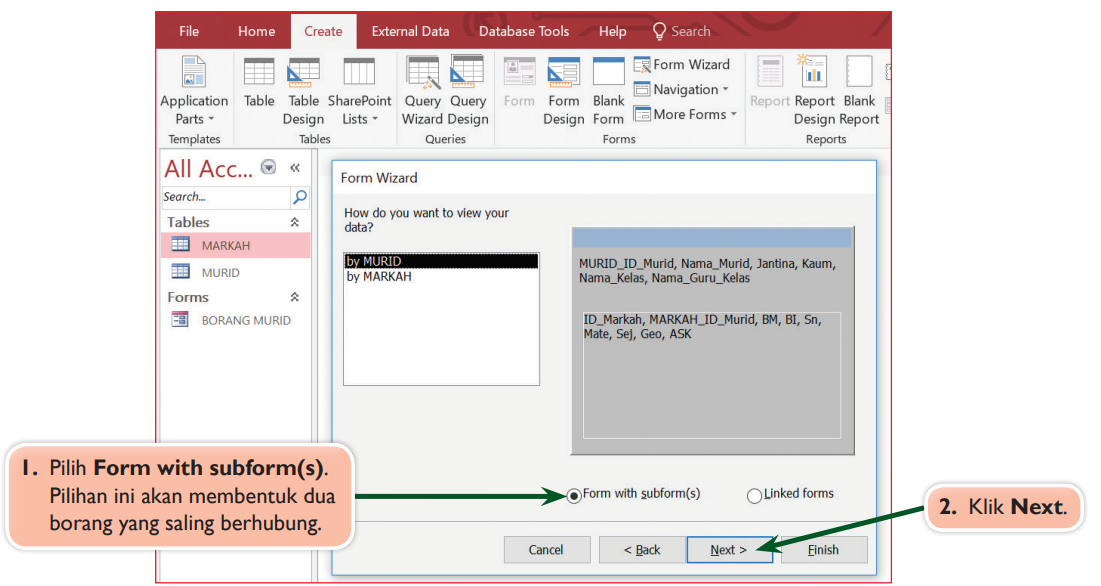 File Home Create External Data Database Tools Help Search
Form Wizard
Navigation
More Forms
Application Parts
Table
Table Design
SharePoint Lists
Query Wizard
Query Design
Form
Form Design
Blank Form
Report
Report Design
Blank Report
Templates Tables Queries Forms Reports
All Acc... «
Search...
Tables
MARKAH
MURID
Forms
BORANG MURID
Form Wizard
How do you want to view your
data?
by MURID
by MARKAH
MURID_ID_Murid, Nama_Murid, Jantina, Kaum,
Nama_Kelas, Nama_Guru_Kelas
ID_Markah, MARKAH_ID_Murid, BM, BI, Sn,
Mate, Sej, Geo, ASK
Form with subform(s) Linked forms
Cancel < Back Next > Finish
1. Pilih Form with subform(s).
Pilihan ini akan membentuk dua
borang yang saling berhubung.
2. Klik Next.